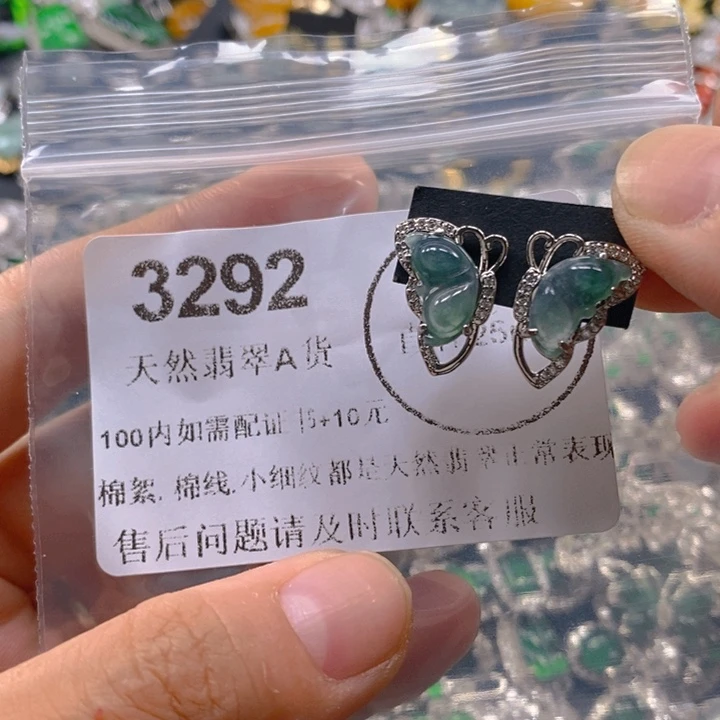 3292
天然翡翠A货
100内如需配证书+10元
棉絮.棉线.小细纹都是天然翡翠正常表现
售后问题请及时联系客服